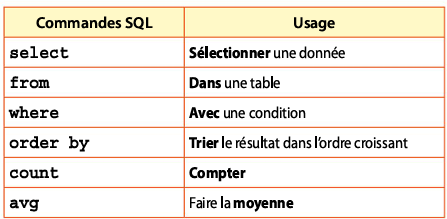 Commandes SQL Usage
select Sélectionner une donnée
from Dans une table
where Avec une condition
order by Trier le résultat dans l'ordre croissant
count Compter
avg Faire la moyenne